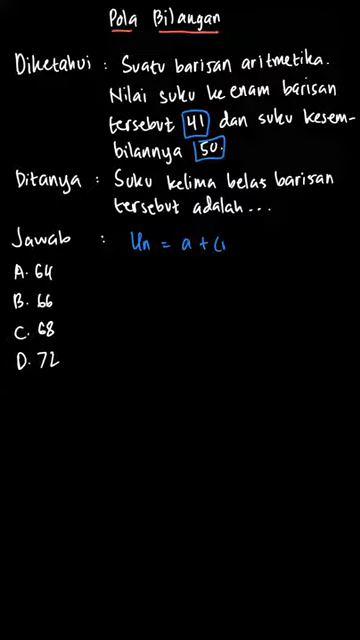 Pola Bilangan
Diketahui : Suatu barisan aritmetika.
Nilai suku ke enam barisan
tersebut 41 dan suku kesem-
bilannya 50.
Ditanya : Suku kelima belas barisan
tersebut adalah ...
Jawab : Un = a + (
A. 64
B. 66
C. 68
D. 72